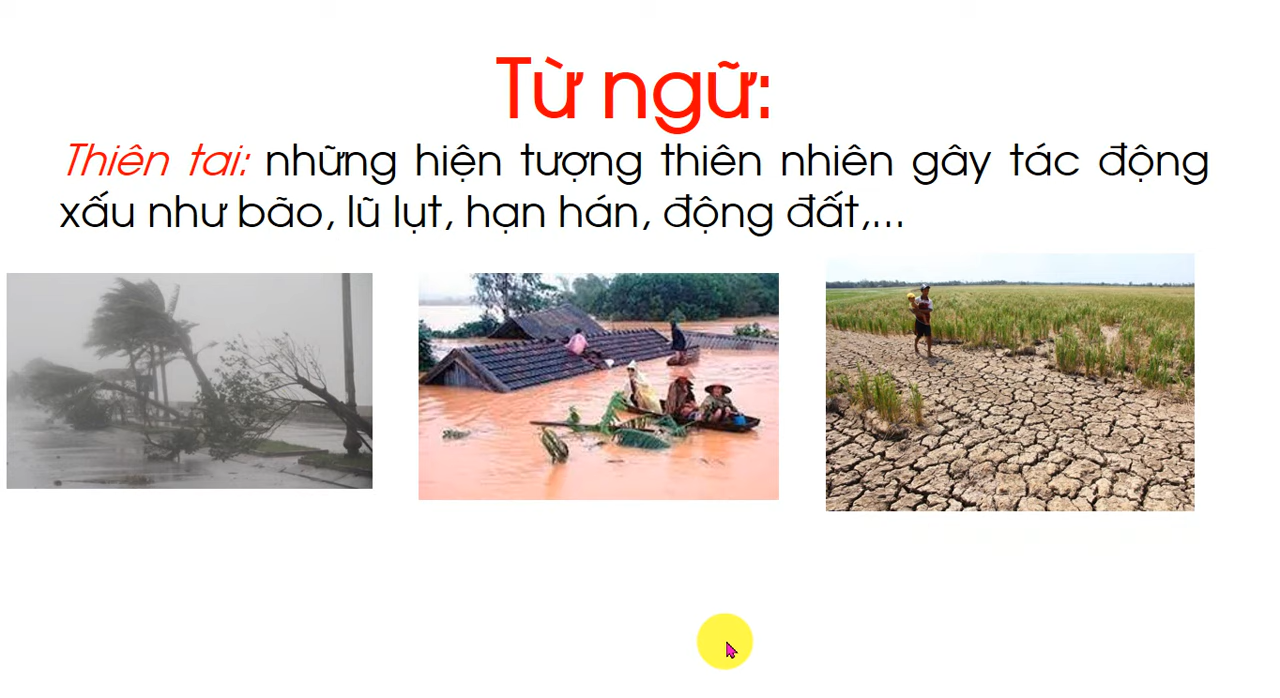 Từ ngữ:
Thiên tai: những hiện tượng thiên nhiên gây tác động
xấu như bão, lũ lụt, hạn hán, động đất,...